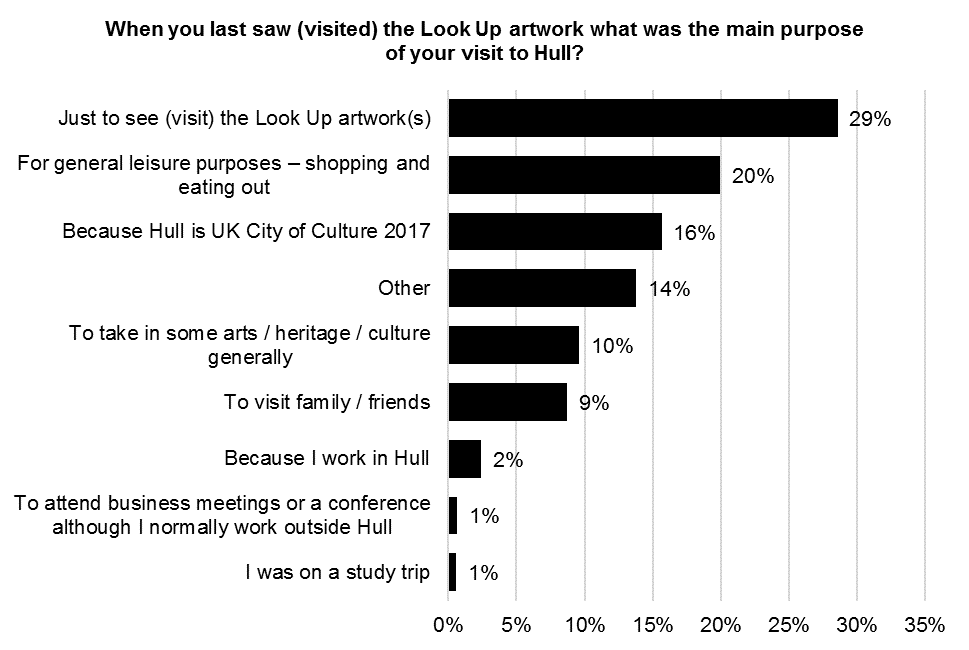 When you last saw (visited) the Look Up artwork what was the main purpose
of your visit to Hull?
Just to see (visit) the Look Up artwork(s)
29%
For general leisure purposes – shopping and
eating out
20%
Because Hull is UK City of Culture 2017
16%
Other
14%
To take in some arts / heritage / culture
generally
10%
To visit family / friends
9%
Because I work in Hull
2%
To attend business meetings or a conference
although I normally work outside Hull
1%
I was on a study trip
1%
0% 5% 10% 15% 20% 25% 30% 35%